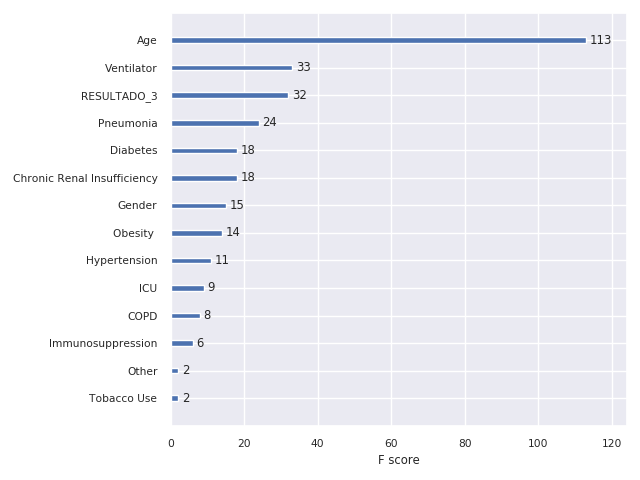 Age 113
Ventilator 33
RESULTADO_3 32
Pneumonia 24
Diabetes 18
Chronic Renal Insufficiency 18
Gender 15
Obesity 14
Hypertension 11
ICU 9
COPD 8
Immunosuppression 6
Other 2
Tobacco Use 2
0 20 40 60 80 100 120
F score